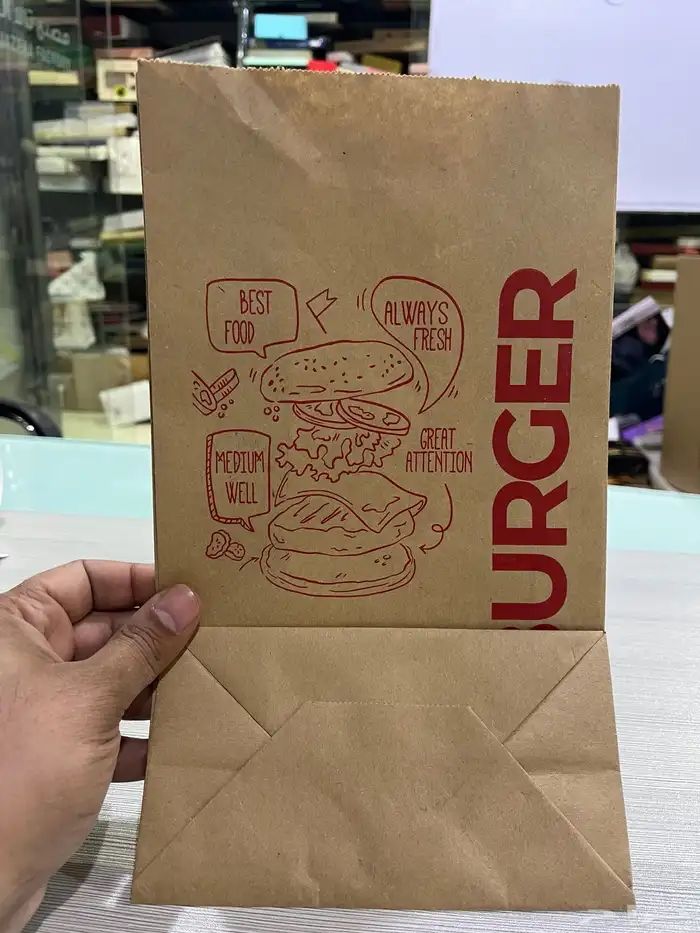 BEST
FOOD
ALWAYS
FRESH
GREAT
ATTENTION
MEDIUM
WELL
BURGER